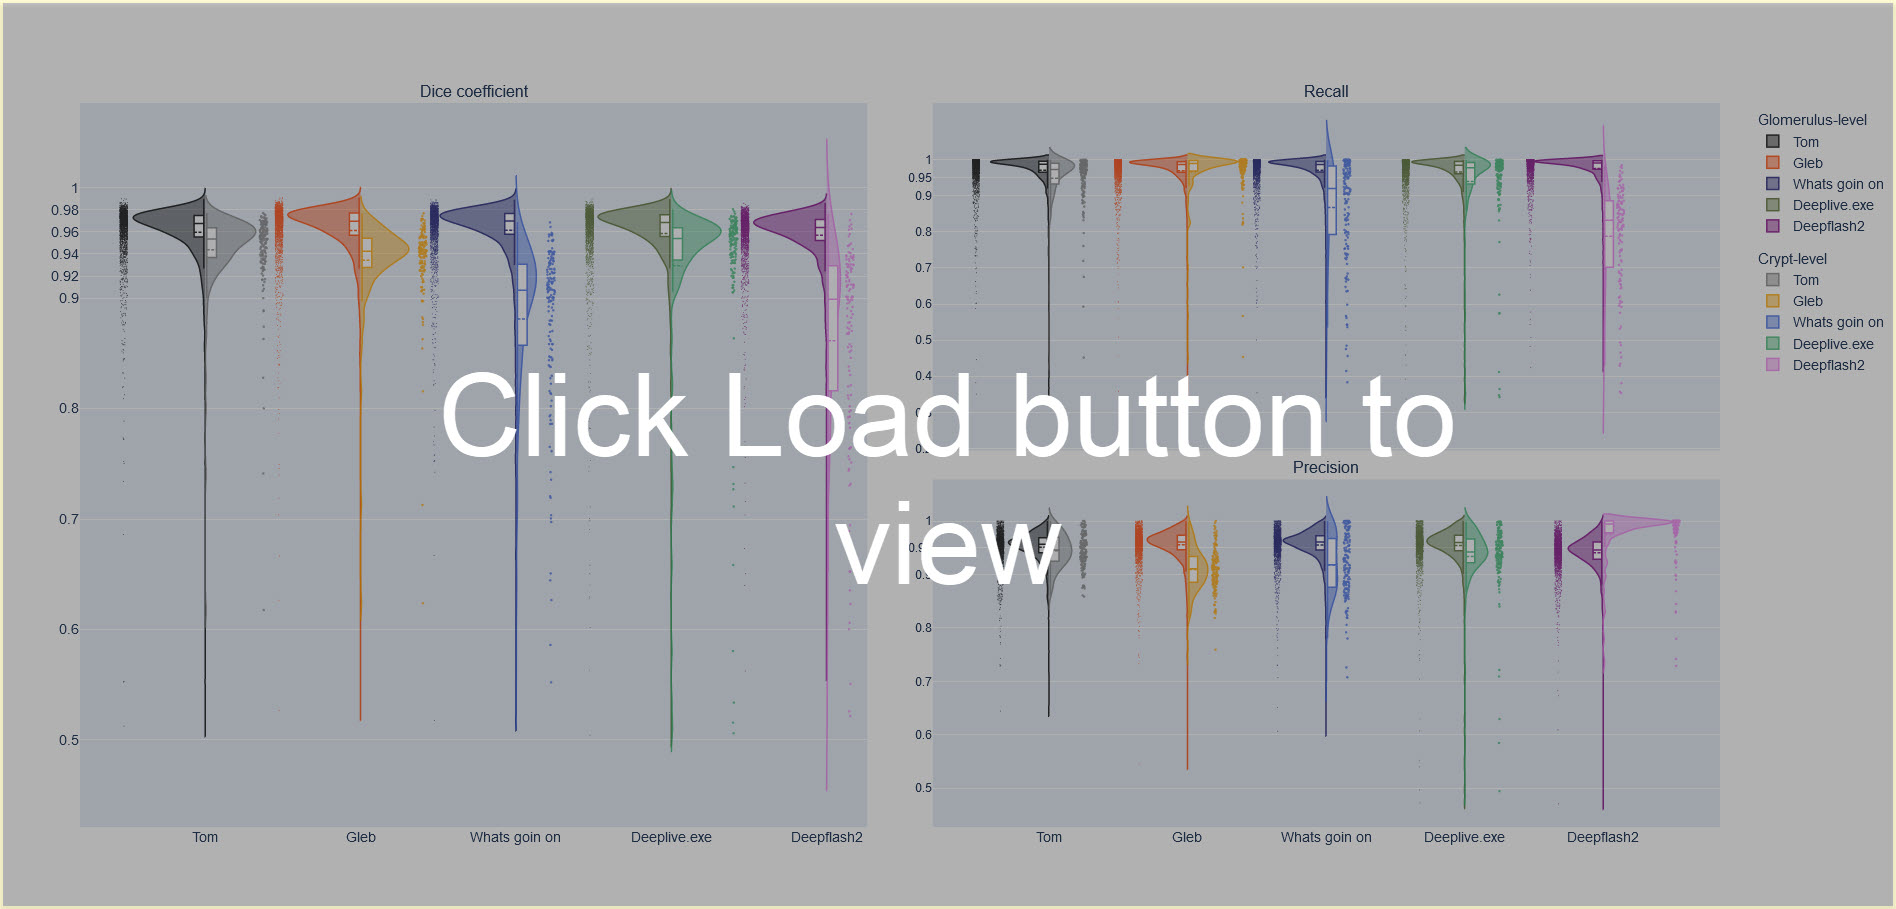 Dice coefficient
1
0.98
0.96
0.94
0.92
0.9
0.8
0.7
0.6
0.5
Tom Gleb Whats goin on Deeplive.exe Deepflash2
Recall
1
0.95
0.9
0.8
0.7
0.6
0.5
0.4
Precision
1
0.8
0.7
0.6
0.5
Tom Gleb Whats goin on Deeplive.exe Deepflash2
Glomerulus-level
Tom
Gleb
Whats goin on
Deeplive.exe
Deepflash2
Crypt-level
Tom
Gleb
Whats goin on
Deeplive.exe
Deepflash2
Click Load button to
view